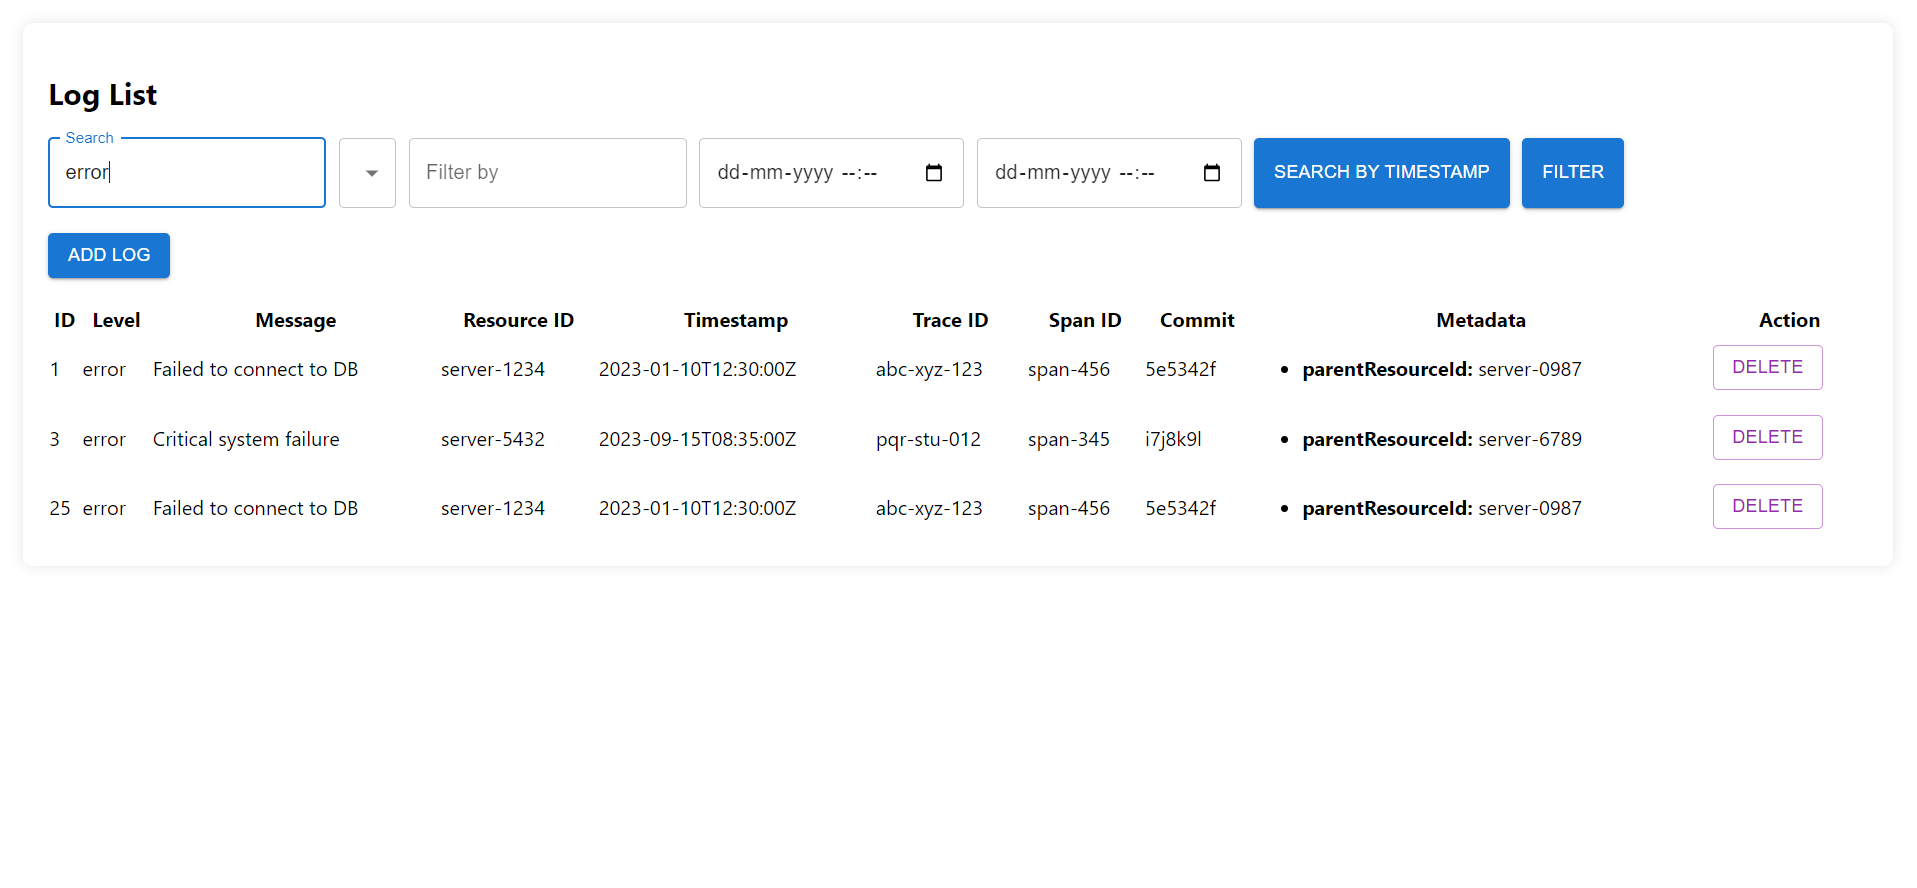 Log List
Search
error
Filter by
dd-mm-yyyy --:--
dd-mm-yyyy --:--
SEARCH BY TIMESTAMP
FILTER
ADD LOG
ID Level Message Resource ID Timestamp Trace ID Span ID Commit Metadata Action
1 error Failed to connect to DB server-1234 2023-01-10T12:30:00Z abc-xyz-123 span-456 5e5342f • parentResourceId: server-0987 DELETE
3 error Critical system failure server-5432 2023-09-15T08:35:00Z pqr-stu-012 span-345 i7j8k9l • parentResourceId: server-6789 DELETE
25 error Failed to connect to DB server-1234 2023-01-10T12:30:00Z abc-xyz-123 span-456 5e5342f • parentResourceId: server-0987 DELETE